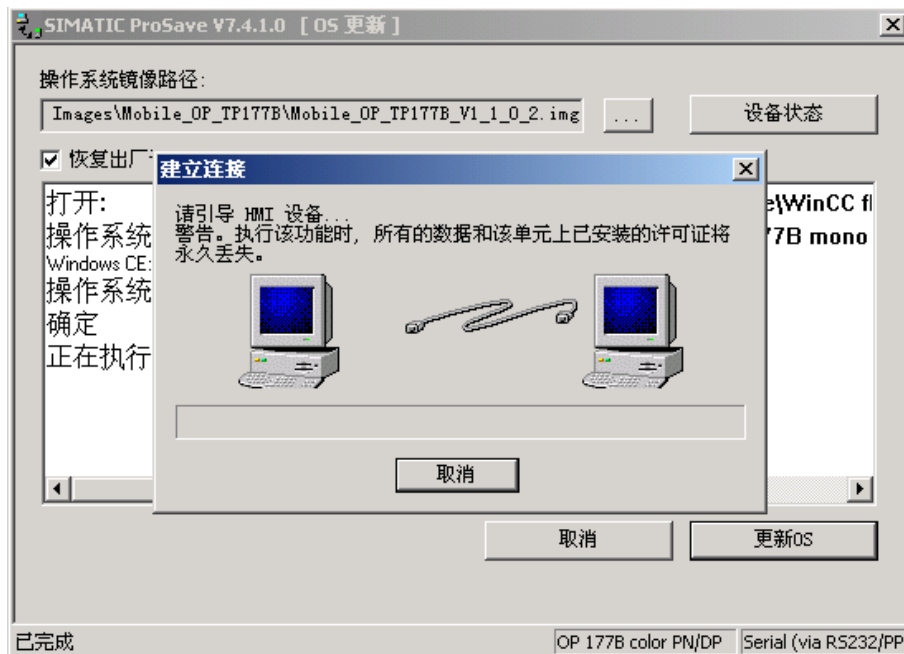 SIMATIC ProSave V7.4.1.0 [ OS 更新 ]
操作系统镜像路径:
Images\Mobile_OP_TP177B\Mobile_OP_TP177B_V1_1_0_2.img
...
设备状态
恢复出厂
建立连接
打开:
e\WinCC fl
请引导 HMI 设备...
警告。执行该功能时，所有的数据和该单元上已安装的许可证将
永久丢失。
操作系统
77B mono
Windows CE:
操作系统
确定
正在执行
取消
取消
更新OS
已完成
OP 177B color PN/DP
Serial (via RS232/PP